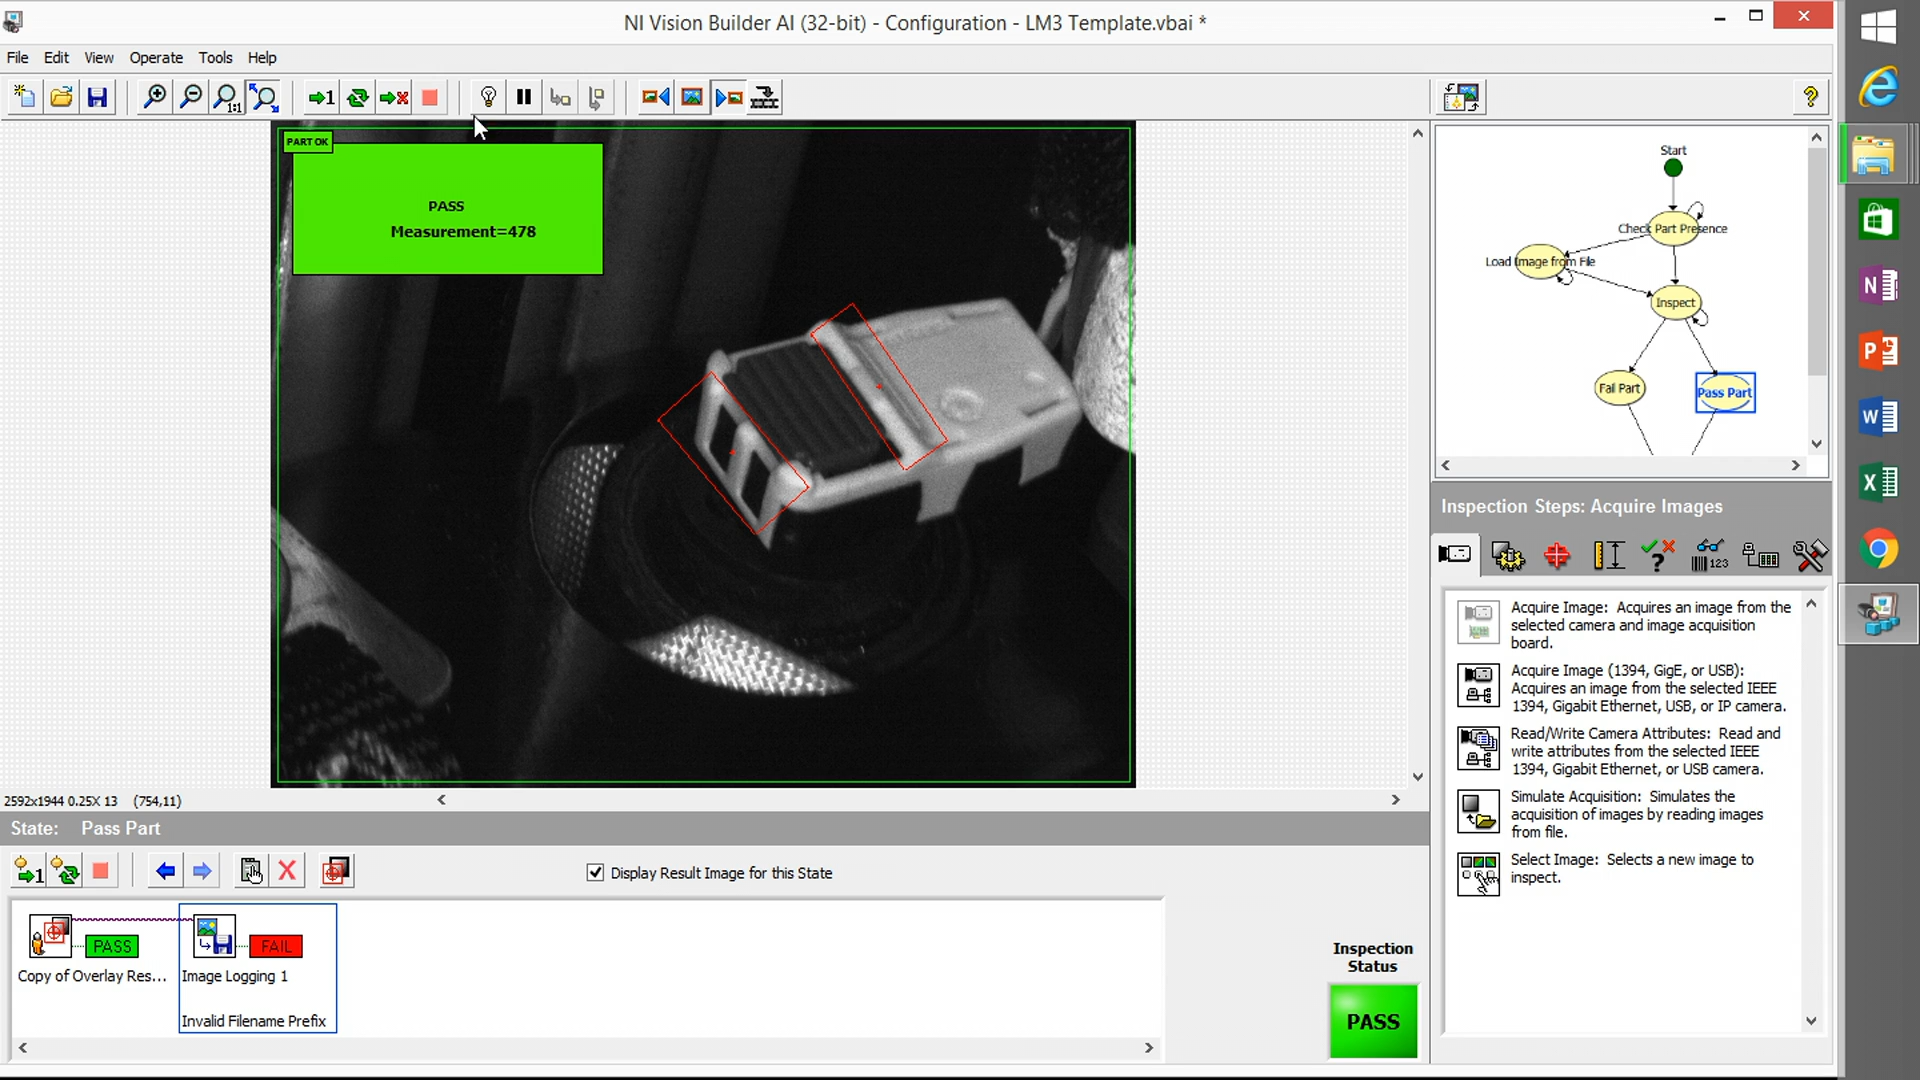 NI Vision Builder AI (32-bit) - Configuration - LM3 Template.vbai *
File Edit View Operate Tools Help
1:1
1
?
PART OK
PASS
Measurement=478
Start
Check Part Presence
Load Image from File
Inspect
Fail Part
Pass Part
Inspection Steps: Acquire Images
?
123
Acquire Image: Acquires an image from the
selected camera and image acquisition
board.
Acquire Image (1394, GigE, or USB):
Acquires an image from the selected IEEE
1394, Gigabit Ethernet, USB, or IP camera.
Read/Write Camera Attributes: Read and
write attributes from the selected IEEE
1394, Gigabit Ethernet, or USB camera.
Simulate Acquisition: Simulates the
acquisition of images by reading images
from file.
Select Image: Selects a new image to
inspect.
2592x1944 0.25X 13 (754,11)
State: Pass Part
1
Display Result Image for this State
PASS
Copy of Overlay Res...
FAIL
Image Logging 1
Invalid Filename Prefix
Inspection
Status
PASS
N
P
W
X